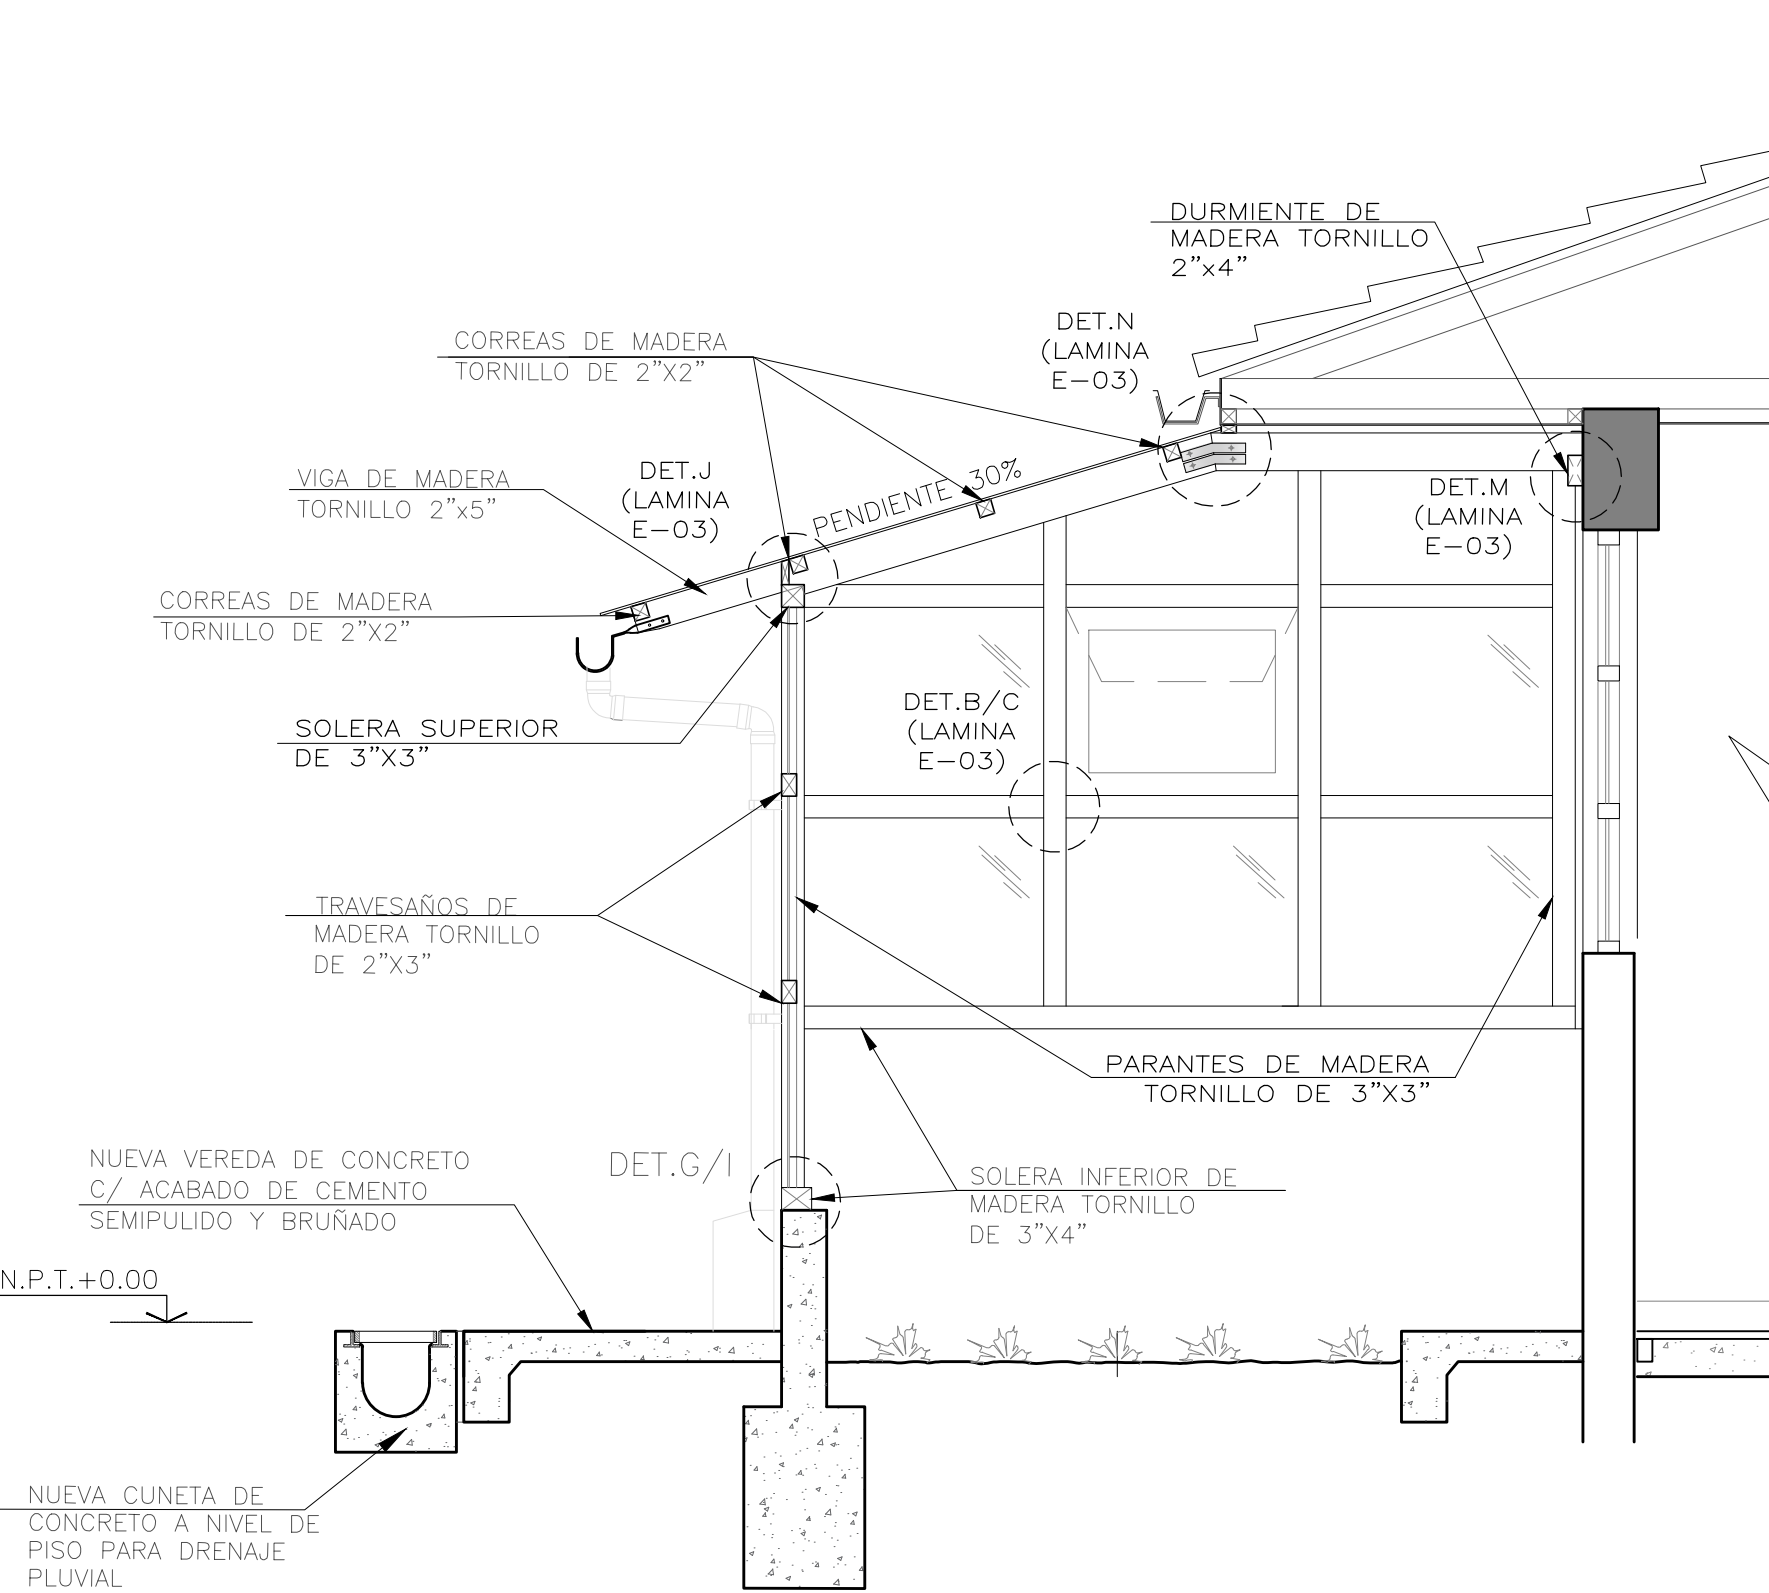 DURMIENTE DE
MADERA TORNILLO
2”x4”
DET.N
(LAMINA
E-03)
CORREAS DE MADERA
TORNILLO DE 2”X2”
VIGA DE MADERA
TORNILLO 2”x5”
DET.J
(LAMINA
E-03)
PENDIENTE 30%
DET.M
(LAMINA
E-03)
CORREAS DE MADERA
TORNILLO DE 2”X2”
SOLERA SUPERIOR
DE 3”X3”
DET.B/C
(LAMINA
E-03)
TRAVESAÑOS DE
MADERA TORNILLO
DE 2”X3”
PARANTES DE MADERA
TORNILLO DE 3”X3”
NUEVA VEREDA DE CONCRETO
C/ ACABADO DE CEMENTO
SEMIPULIDO Y BRUÑADO
DET.G/I
SOLERA INFERIOR DE
MADERA TORNILLO
DE 3”X4”
N.P.T.+0.00
NUEVA CUNETA DE
CONCRETO A NIVEL DE
PISO PARA DRENAJE
PLUVIAL